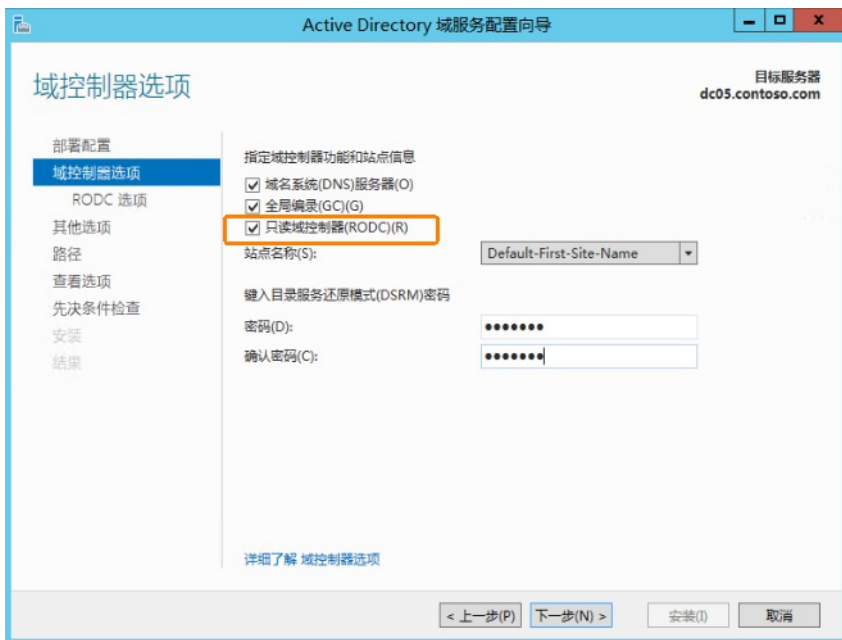 Active Directory 域服务配置向导
域控制器选项
目标服务器
dc05.contoso.com
部署配置
域控制器选项
RODC 选项
其他选项
路径
查看选项
先决条件检查
安装
结果
指定域控制器功能和站点信息
域名系统(DNS)服务器(O)
全局编录(GC)(G)
只读域控制器(RODC)(R)
站点名称(S): Default-First-Site-Name
键入目录服务还原模式(DSRM)密码
密码(D): ●●●●●●●
确认密码(C): ●●●●●●●
详细了解 域控制器选项
< 上一步(P) 下一步(N) > 安装(I) 取消